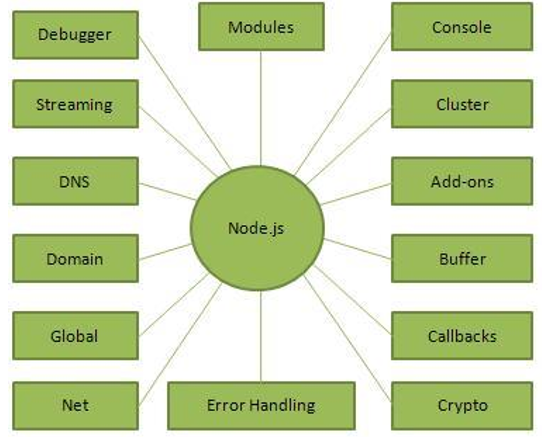 Debugger
Modules
Console
Streaming
Cluster
DNS
Add-ons
Node.js
Domain
Buffer
Global
Callbacks
Net
Error Handling
Crypto